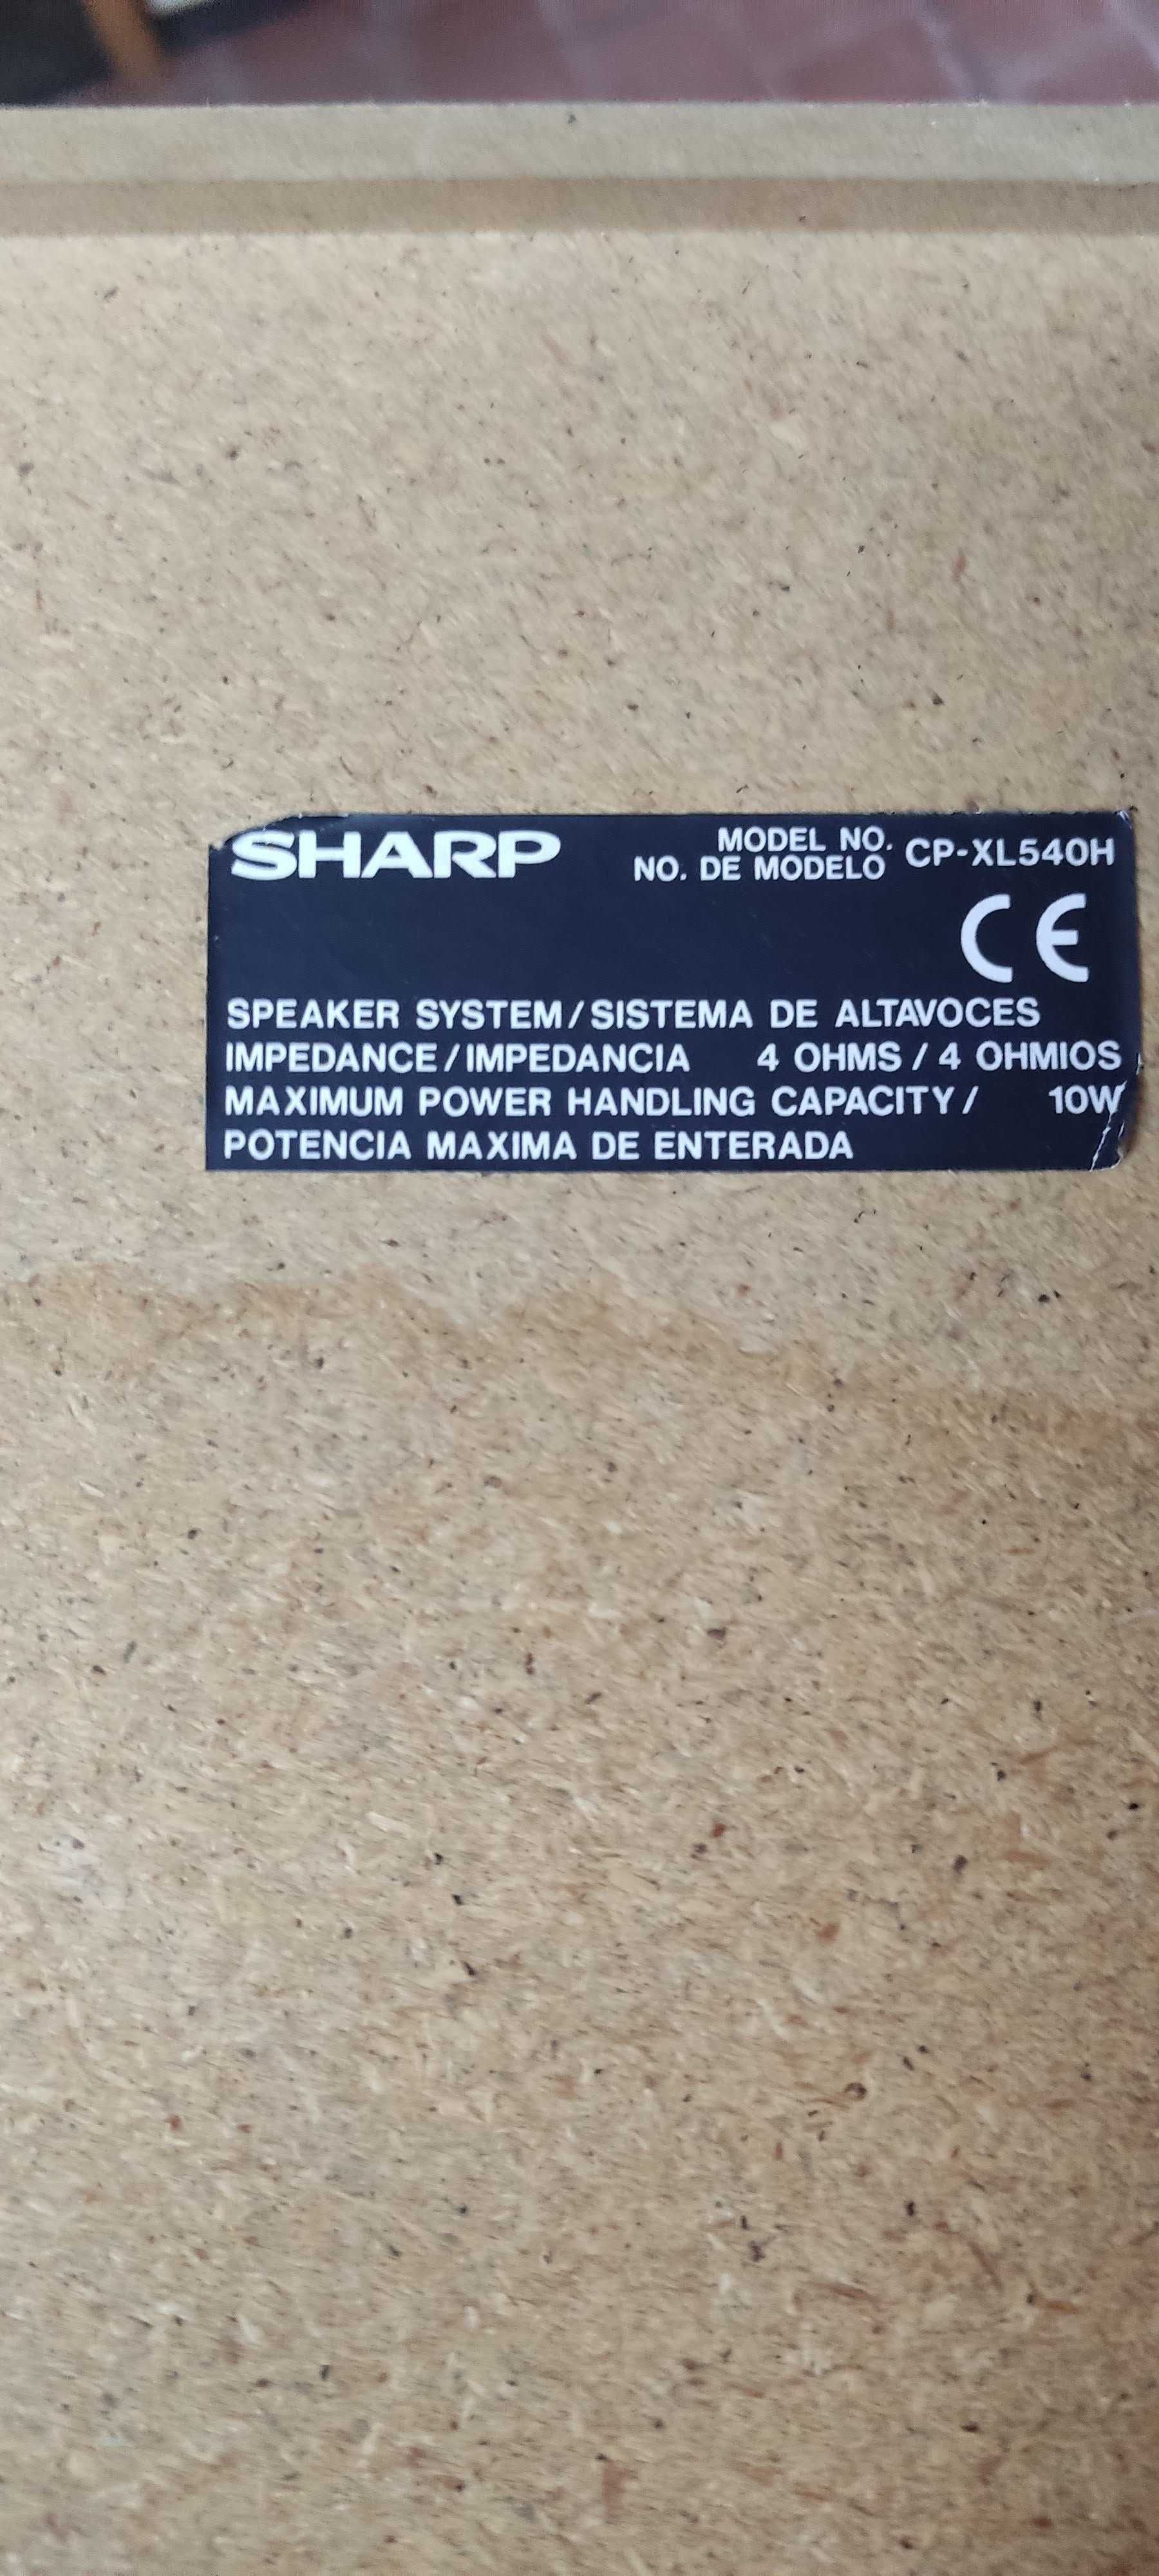 SHARP
MODEL NO.
NO. DE MODELO CP-XL540H
CE
SPEAKER SYSTEM/SISTEMA DE ALTAVOCES
IMPEDANCE/IMPEDANCIA 4 OHMS / 4 OHMIOS
MAXIMUM POWER HANDLING CAPACITY/ 10W
POTENCIA MAXIMA DE ENTERADA